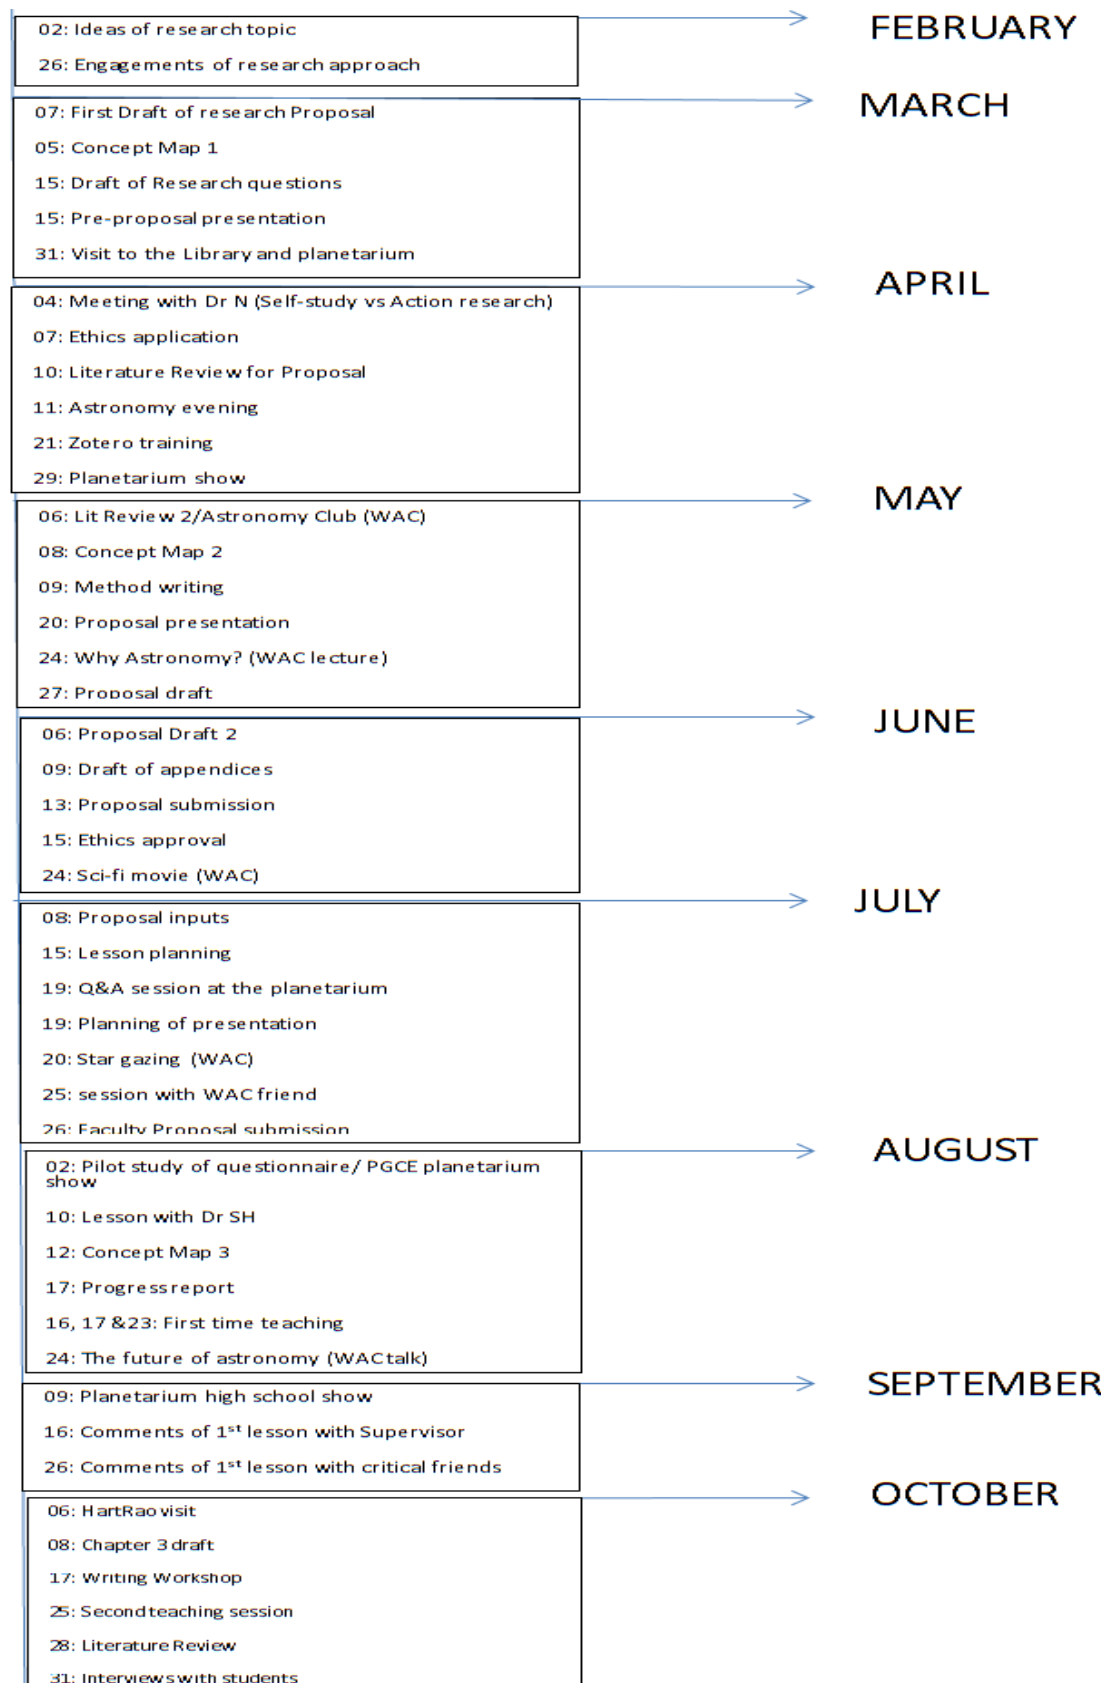 FEBRUARY
02: Ideas of research topic
26: Engagements of research approach
MARCH
07: First Draft of research Proposal
05: Concept Map 1
15: Draft of Research questions
15: Pre-proposal presentation
31: Visit to the Library and planetarium
APRIL
04: Meeting with Dr N (Self-study vs Action research)
07: Ethics application
10: Literature Review for Proposal
11: Astronomy evening
21: Zotero training
29: Planetarium show
MAY
06: Lit Review 2/Astronomy Club (WAC)
08: Concept Map 2
09: Method writing
20: Proposal presentation
24: Why Astronomy? (WAC lecture)
27: Proposal draft
JUNE
06: Proposal Draft 2
09: Draft of appendices
13: Proposal submission
15: Ethics approval
24: Sci-fi movie (WAC)
JULY
08: Proposal inputs
15: Lesson planning
19: Q&A session at the planetarium
19: Planning of presentation
20: Star gazing (WAC)
25: session with WAC friend
26: Faculty Proposal submission
AUGUST
02: Pilot study of questionnaire/ PGCE planetarium
show
10: Lesson with Dr SH
12: Concept Map 3
17: Progress report
16, 17 &23: First time teaching
24: The future of astronomy (WAC talk)
SEPTEMBER
09: Planetarium high school show
16: Comments of 1st lesson with Supervisor
26: Comments of 1st lesson with critical friends
OCTOBER
06: HartRao visit
08: Chapter 3 draft
17: Writing Workshop
25: Second teaching session
28: Literature Review
31: Interviews with students